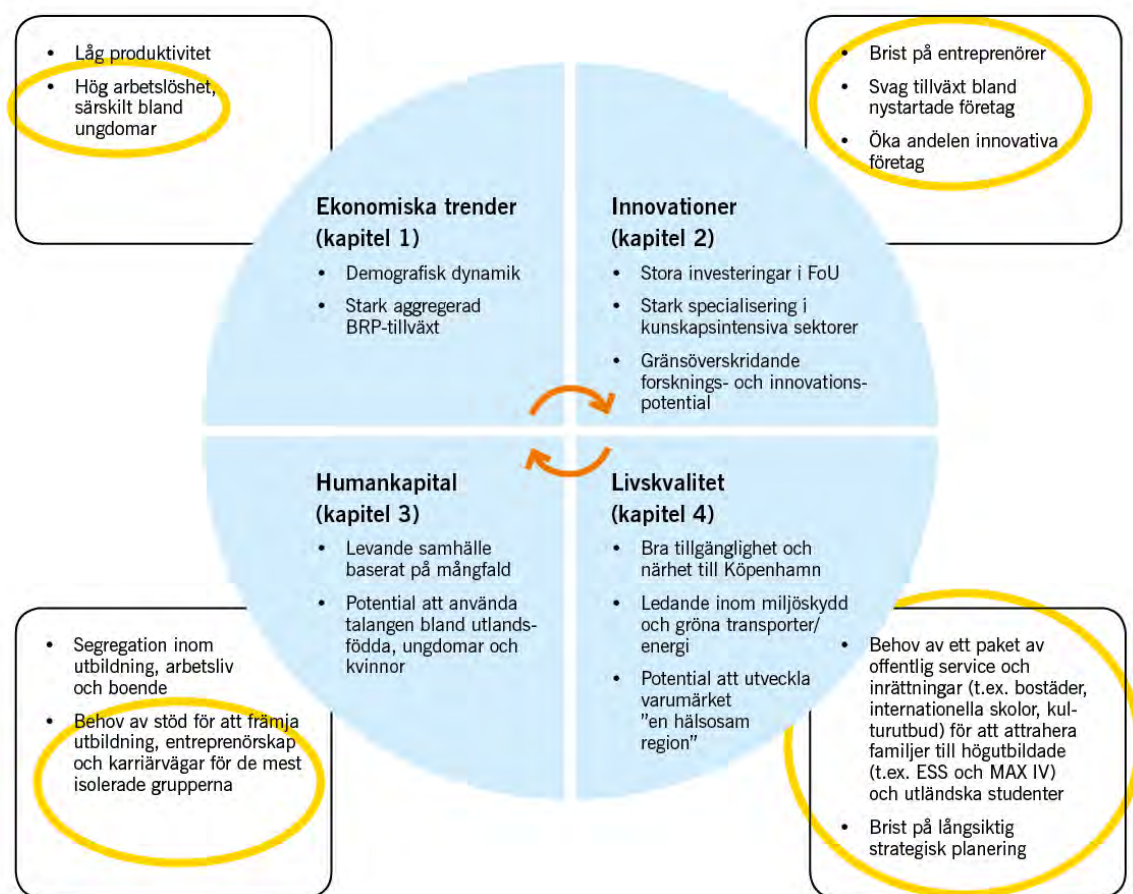 • Låg produktivitet
• Hög arbetslöshet,
särskilt bland
ungdomar
• Brist på entreprenörer
• Svag tillväxt bland
nystartade företag
• Öka andelen innovativa
företag
Ekonomiska trender
(kapitel 1)
• Demografisk dynamik
• Stark aggregerad
BRP-tillväxt
Innovationer
(kapitel 2)
• Stora investeringar i FoU
• Stark specialisering i
kunskapsintensiva sektorer
• Gränsöverskridande
forsknings- och innovations-
potential
Humankapital
(kapitel 3)
• Levande samhälle
baserat på mångfald
• Potential att använda
talangen bland utlands-
födda, ungdomar och
kvinnor
Livskvalitet
(kapitel 4)
• Bra tillgänglighet och
närhet till Köpenhamn
• Ledande inom miljöskydd
och gröna transporter/
energi
• Potential att utveckla
varumärket
”en hälsosam
region”
• Segregation inom
utbildning, arbetsliv
och boende
• Behov av stöd för att främja
utbildning, entreprenörskap
och karriärvägar för de mest
isolerade grupperna
• Behov av ett paket av
offentlig service och
inrättningar (t.ex. bostäder,
internationella skolor, kul-
turutbud) för att attrahera
familjer till högutbildade
(t.ex. ESS och MAX IV)
och utländska studenter
• Brist på långsiktig
strategisk planering